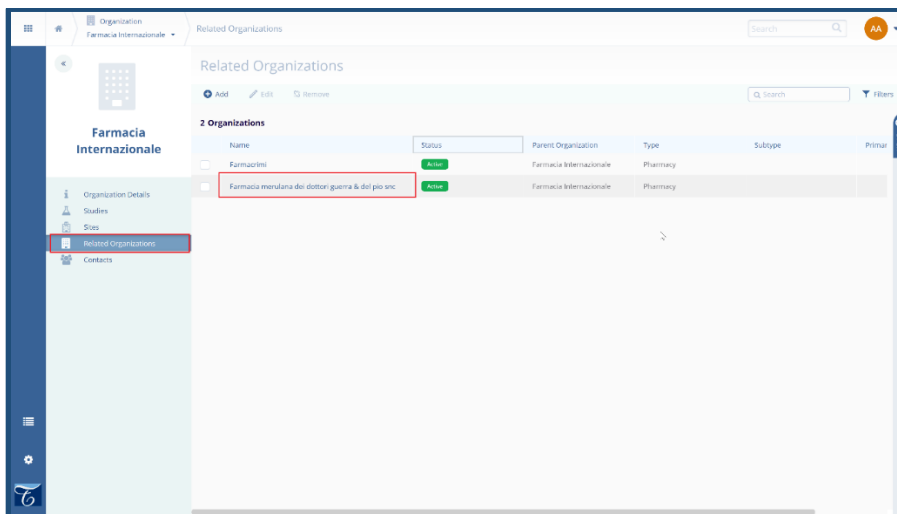 Organization
Farmacia Internazionale
Related Organizations
Search
AA
Related Organizations
Add Edit Remove
Search
Filters
Farmacia
Internazionale
2 Organizations
Name Status Parent Organization Type Subtype Primar
Farmacrimi Active Farmacia Internazionale Pharmacy
Farmacia merulana dei dottori guerra & del pio snc Active Farmacia Internazionale Pharmacy
Organization Details
Studies
Sites
Related Organizations
Contacts